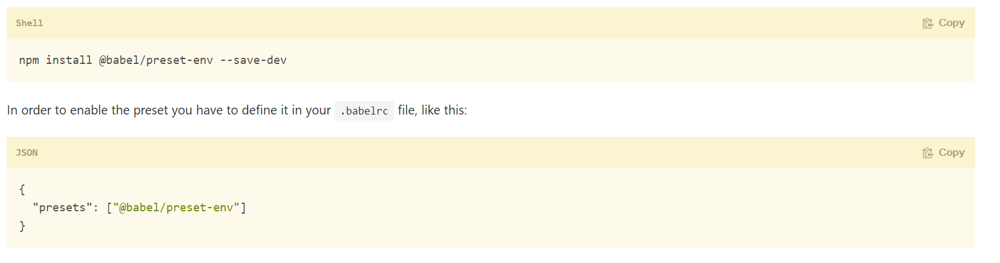 Shell
Copy
npm install @babel/preset-env --save-dev
In order to enable the preset you have to define it in your .babelrc file, like this:
JSON
Copy
{
  "presets": ["@babel/preset-env"]
}